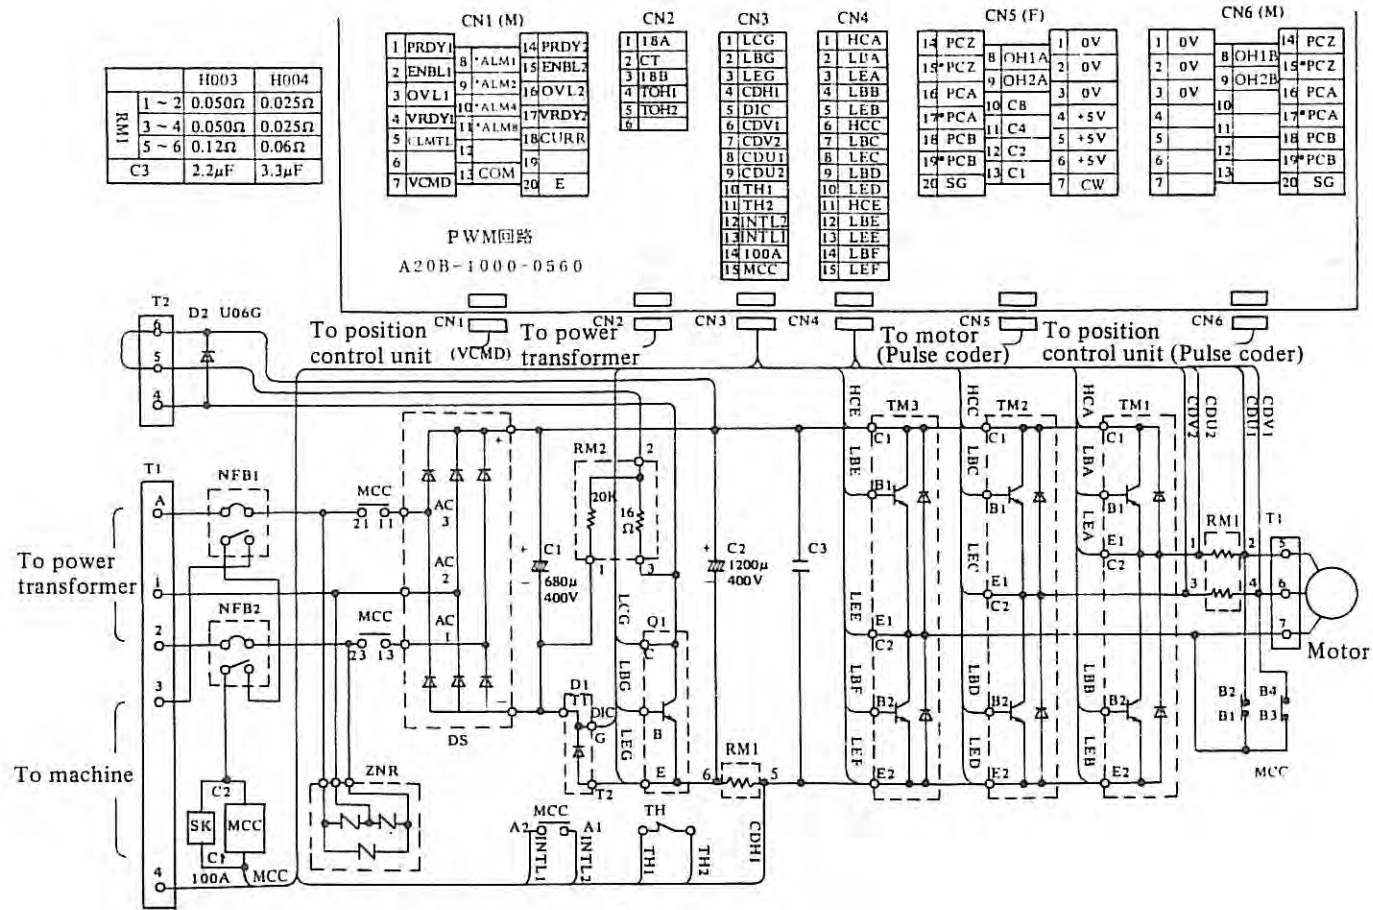 H003 H004
RM1 1 ~ 2 0.050Ω 0.025Ω
3 ~ 4 0.050Ω 0.025Ω
5 ~ 6 0.12Ω 0.06Ω
C3 2.2μF 3.3μF
CN1 (M)
1 PRDY1
2 ENBL1
3 OVL1
4 VRDY1
5 CLMTL
6
7 VCMD
8 *ALM1
9 *ALM2
10 *ALM4
11 *ALM8
12
13 COM
14 PRDY2
15 ENBL2
16 OVL2
17 VRDY2
18 CURR
19
20 E
CN2
1 18A
2 CT
3 18B
4 TOH1
5 TOH2
6
CN3
1 LCG
2 LBG
3 LEG
4 CDH1
5 DIC
6 CDV1
7 CDV2
8 CDU1
9 CDU2
10 TH1
11 TH2
12 INTL2
13 INTL1
14 100A
15 MCC
CN4
1 HCA
2 LBA
3 LEA
4 LBB
5 LEB
6 HCC
7 LBC
8 LEC
9 LBD
10 LED
11 HCE
12 LBE
13 LEE
14 LBF
15 LEF
CN5 (F)
14 PCZ
15 *PCZ
16 PCA
17 *PCA
18 PCB
19 *PCB
20 SG
8 OH1A
9 OH2A
10 C8
11 C4
12 C2
13 C1
1 0V
2 0V
3 0V
4 +5V
5 +5V
6 +5V
7 CW
CN6 (M)
1 0V
2 0V
3 0V
4
5
6
7
8 OH1B
9 OH2B
10
11
12
13
14 PCZ
15 *PCZ
16 PCA
17 *PCA
18 PCB
19 *PCB
20 SG
PWM回路
A20B-1000-0560
CN1 CN2 CN3 CN4 CN5 CN6
To position
control unit (VCMD)
To power
transformer
To motor
(Pulse coder)
To position
control unit (Pulse coder)
T2
6
5
4
D2 U06G
T1
A
1
2
3
4
NFB1
NFB2
To power
transformer
To machine
MCC
21 11
MCC
23 13
AC
3
AC
2
AC
1
+
−
DS
ZNR
C2
SK MCC
C1
100A MCC
+
C1
680μ
400V
−
RM2
2
20K
16
Ω
1 3
LCG
LBG
LEG
Q1
C
B
E
D1
T1
DIC
G
T2
+
C2
1200μ
400V
−
C3
6 RM1 5
CDH1
A2 MCC A1
INTL1
INTL2
TH
TH1
TH2
HCE
LBE
LEE
LBF
LEF
TM3
C1
B1
E1
C2
B2
E2
HCC
LBC
LEC
LBD
LED
TM2
C1
B1
E1
C2
B2
E2
HCA
LBA
LEA
LBB
LEB
TM1
C1
B1
E1
C2
B2
E2
CDV2
CDU2
CDU1
CDV1
RM1
1 2
3 4
T1
5
6
7
Motor
B2
B1
B4
B3
MCC